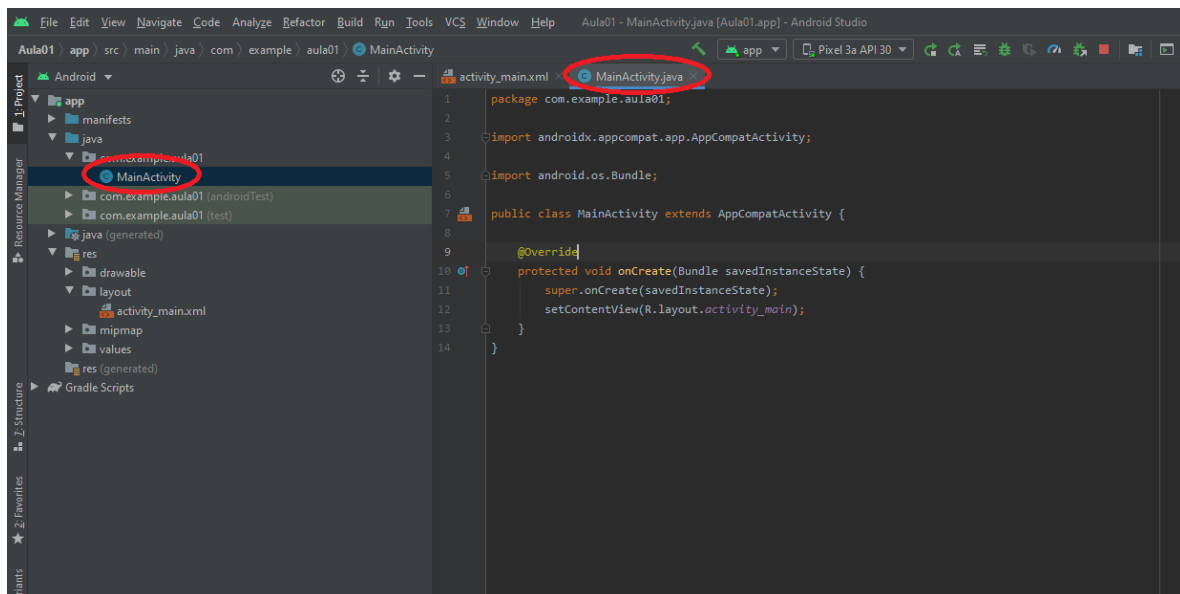 File Edit View Navigate Code Analyze Refactor Build Run Tools VCS Window Help Aula01 - MainActivity.java [Aula01.app] - Android Studio
Aula01 app src main java com example aula01 MainActivity app Pixel 3a API 30
1: Project
Resource Manager
Z: Structure
2: Favorites
riants
Android
app
manifests
java
com.example.aula01
MainActivity
com.example.aula01 (androidTest)
com.example.aula01 (test)
java (generated)
res
drawable
layout
activity_main.xml
mipmap
values
res (generated)
Gradle Scripts
activity_main.xml MainActivity.java
1 package com.example.aula01;
2
3 import androidx.appcompat.app.AppCompatActivity;
4
5 import android.os.Bundle;
6
7 public class MainActivity extends AppCompatActivity {
8
9 @Override
10 protected void onCreate(Bundle savedInstanceState) {
11 super.onCreate(savedInstanceState);
12 setContentView(R.layout.activity_main);
13 }
14 }